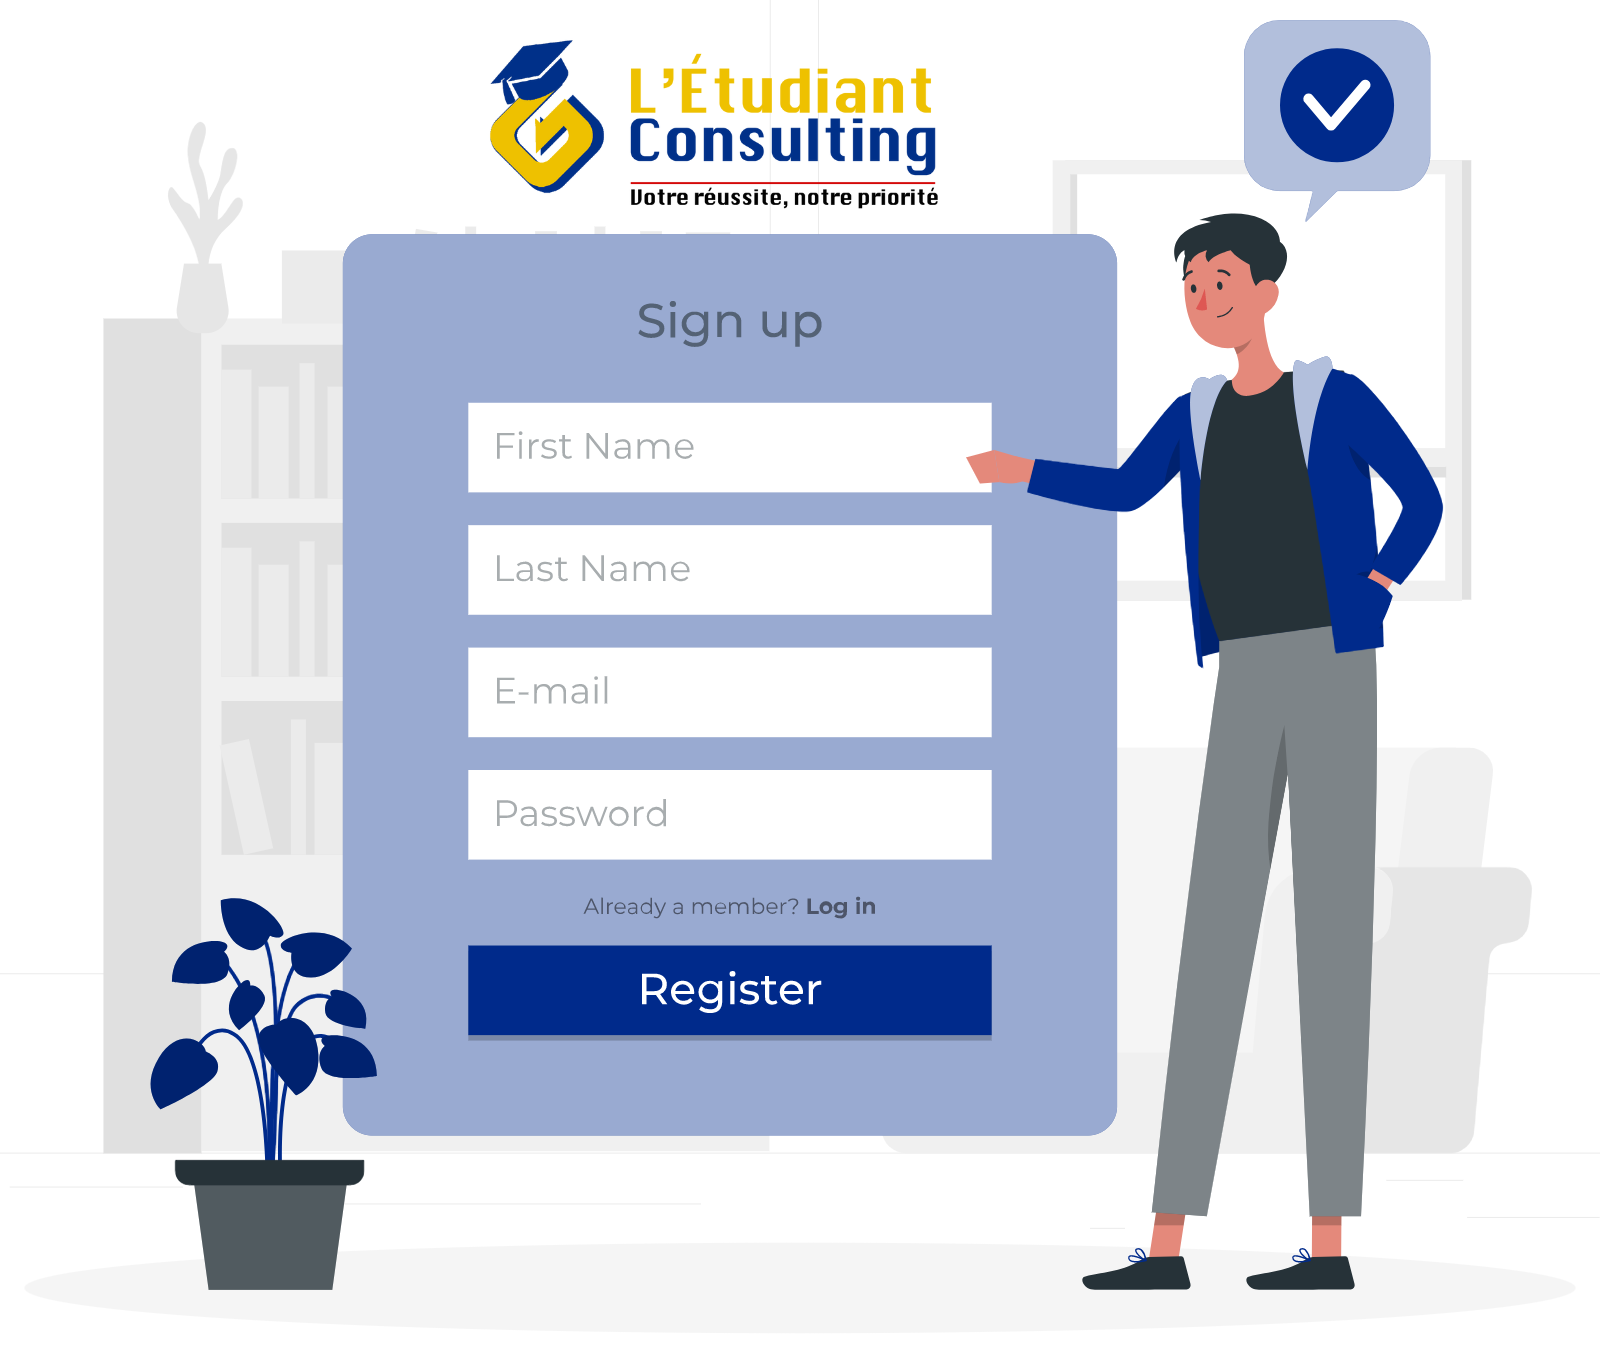 L'Étudiant
Consulting
Votre réussite, notre priorité
Sign up
First Name
Last Name
E-mail
Password
Already a member? Log in
Register